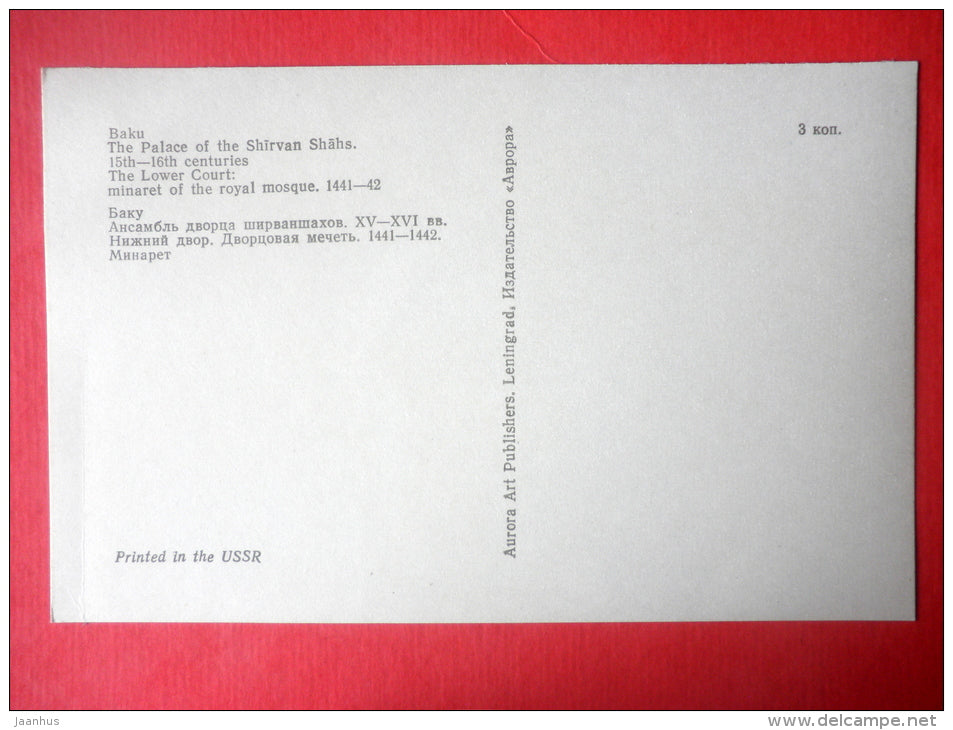 Baku
The Palace of the Shīrvan Shāhs.
15th—16th centuries
The Lower Court:
minaret of the royal mosque. 1441—42
Баку
Ансамбль дворца ширваншахов. XV—XVI вв.
Нижний двор. Дворцовая мечеть. 1441—1442.
Минарет
Printed in the USSR
Aurora Art Publishers. Leningrad. Издательство «Аврора»
3 коп.
jaanhus
www.delcampe.net